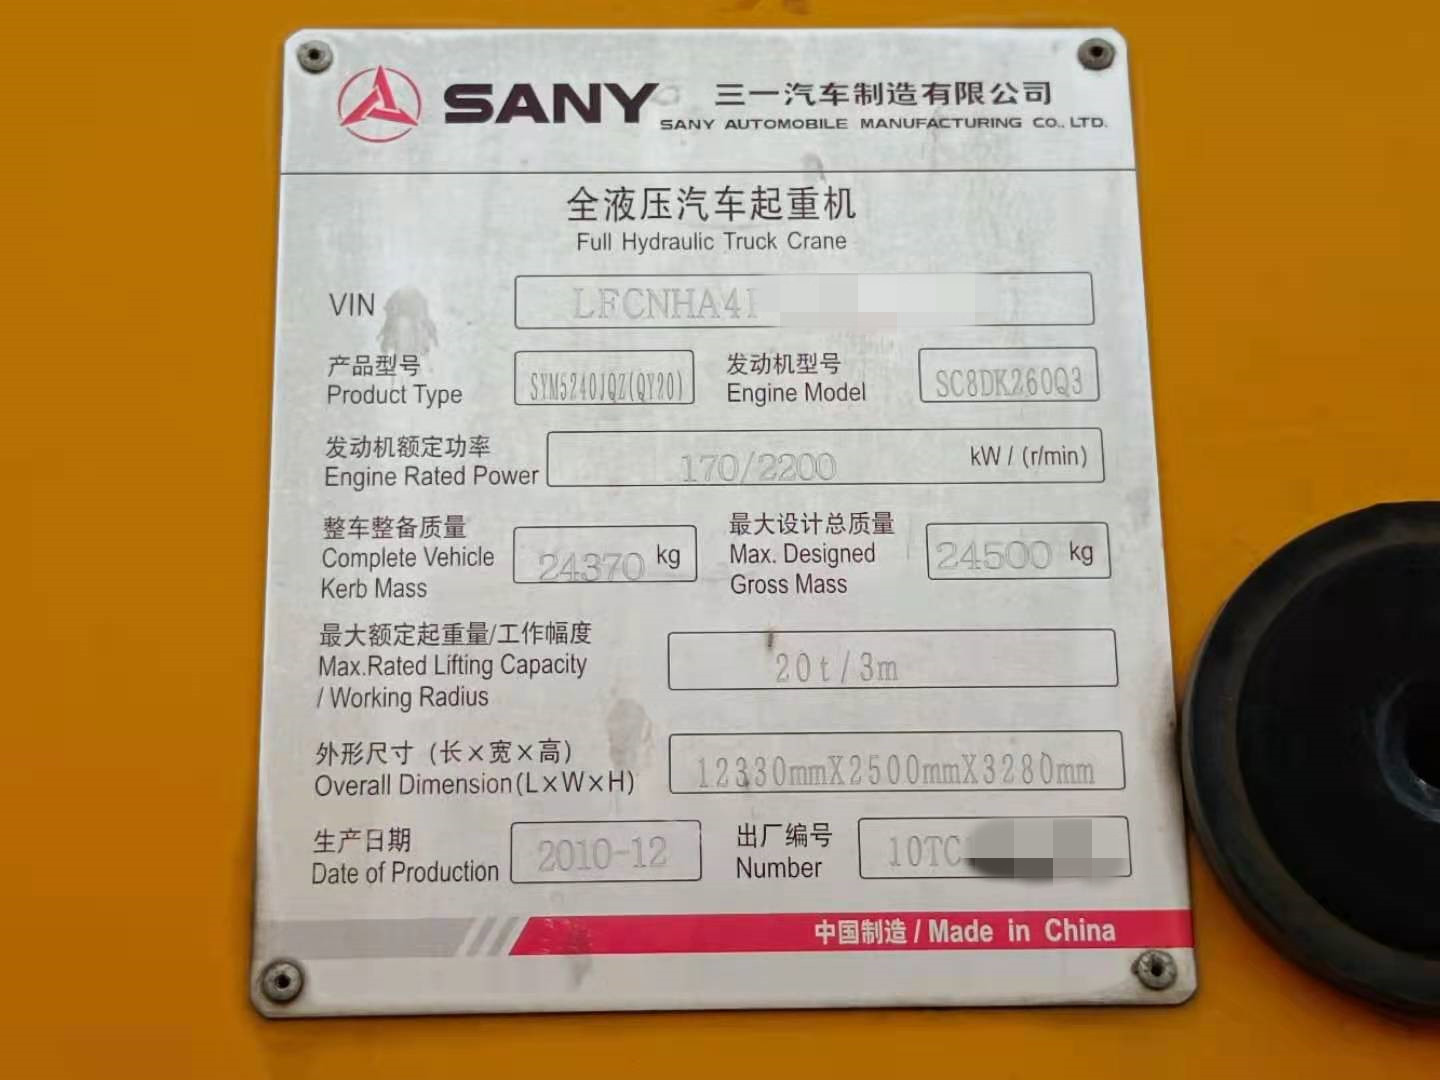 SANY 三一汽车制造有限公司
SANY AUTOMOBILE MANUFACTURING CO., LTD.
全液压汽车起重机
Full Hydraulic Truck Crane
VIN LFCNHA4
产品型号 SYM5240JQZ(QY20) 发动机型号 SC8DK260Q3
Product Type Engine Model
发动机额定功率 170/2200 kW / (r/min)
Engine Rated Power
整车整备质量 24370 kg 最大设计总质量 24500 kg
Complete Vehicle Max. Designed
Kerb Mass Gross Mass
最大额定起重量/工作幅度
Max.Rated Lifting Capacity 20t/3m
/ Working Radius
外形尺寸（长×宽×高） 12330mmX2500mmX3280mm
Overall Dimension(L×W×H)
生产日期 2010-12 出厂编号 10TC
Date of Production Number
中国制造 / Made in China